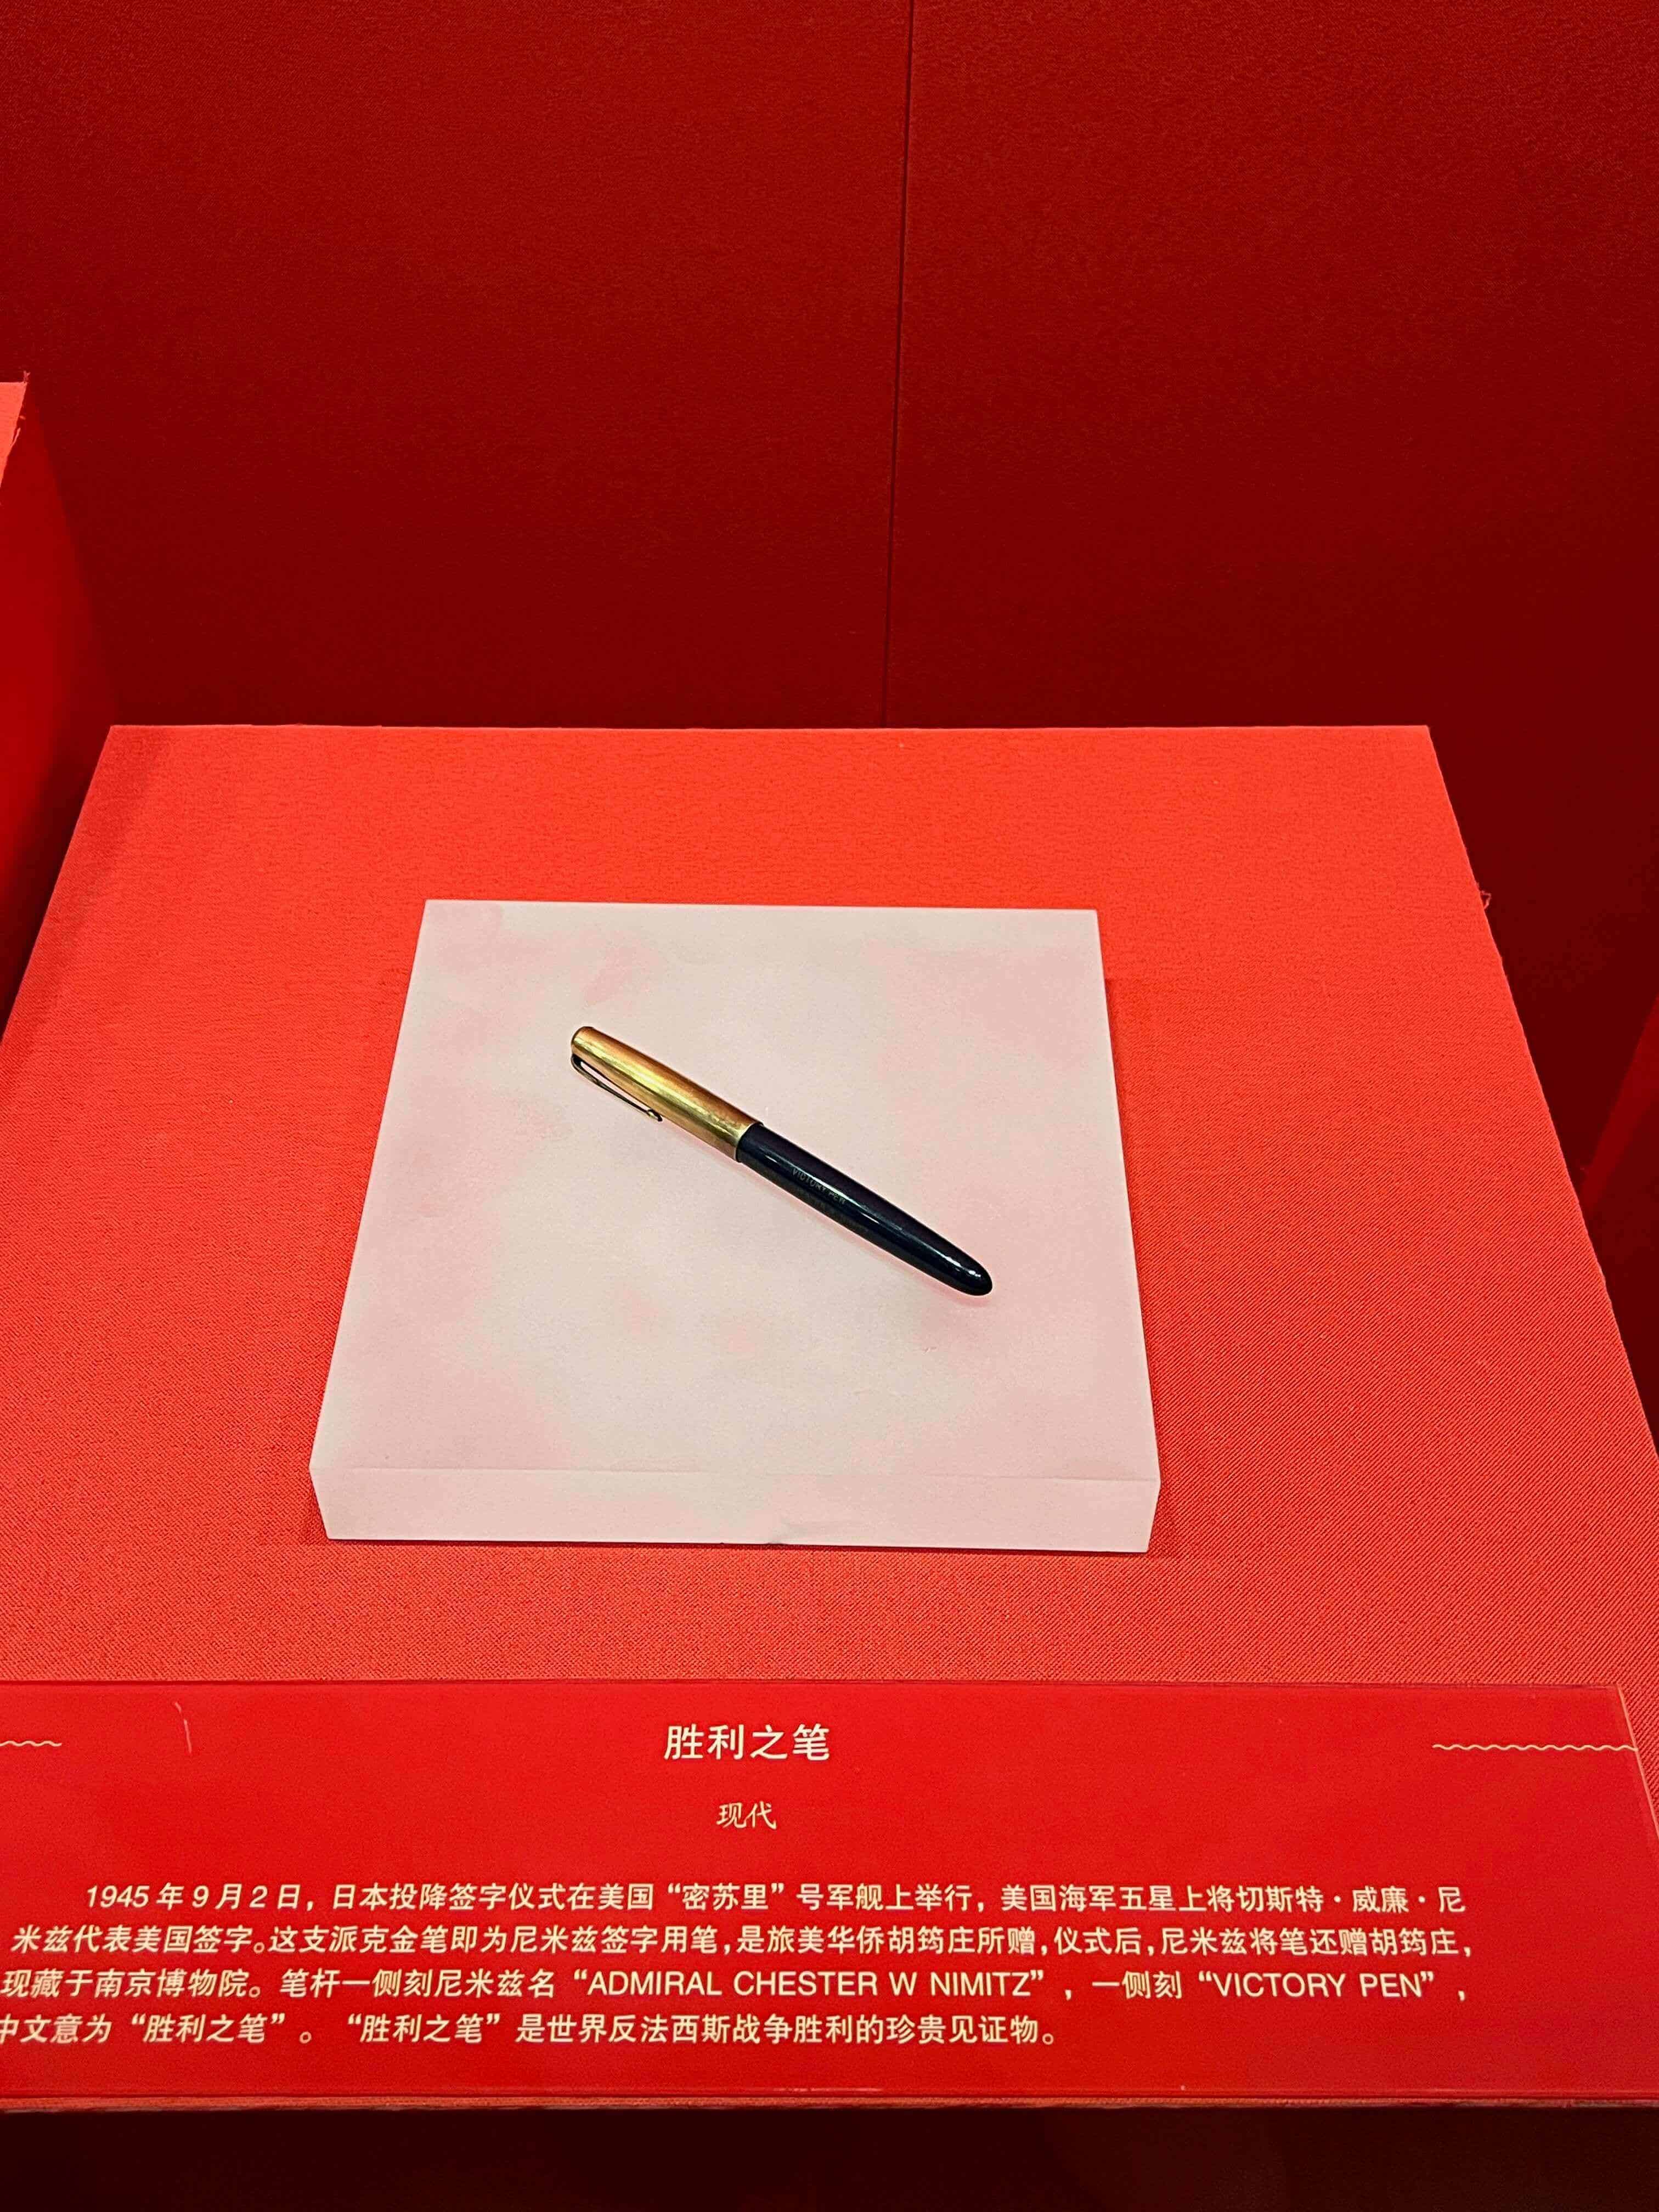 VICTORY PEN
胜利之笔
现代
1945年9月2日，日本投降签字仪式在美国“密苏里”号军舰上举行，美国海军五星上将切斯特·威廉·尼
米兹代表美国签字。这支派克金笔即为尼米兹签字用笔，是旅美华侨胡筠庄所赠，仪式后，尼米兹将笔还赠胡筠庄，
现藏于南京博物院。笔杆一侧刻尼米兹名“ADMIRAL CHESTER W NIMITZ”，一侧刻“VICTORY PEN”，
中文意为“胜利之笔”。“胜利之笔”是世界反法西斯战争胜利的珍贵见证物。